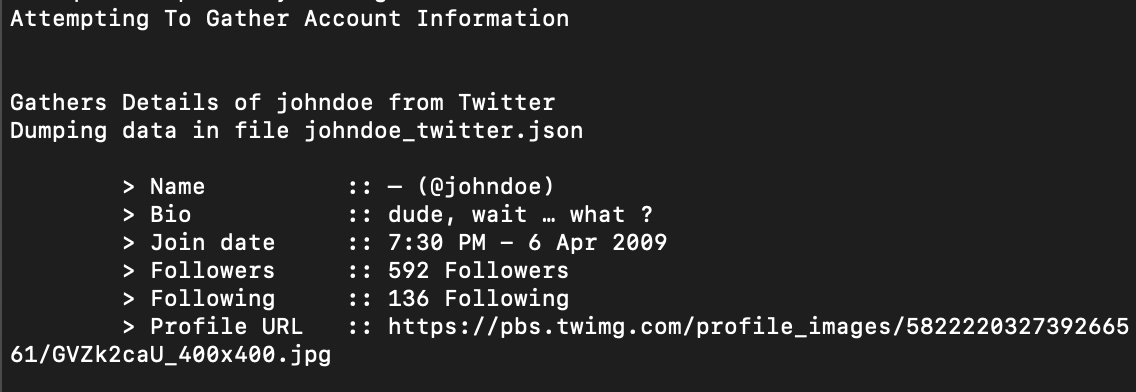 Attempting To Gather Account Information
Gathers Details of johndoe from Twitter
Dumping data in file johndoe_twitter.json
> Name :: – (@johndoe)
> Bio :: dude, wait … what ?
> Join date :: 7:30 PM – 6 Apr 2009
> Followers :: 592 Followers
> Following :: 136 Following
> Profile URL :: https://pbs.twimg.com/profile_images/5822220327392665
61/GVZk2caU_400x400.jpg